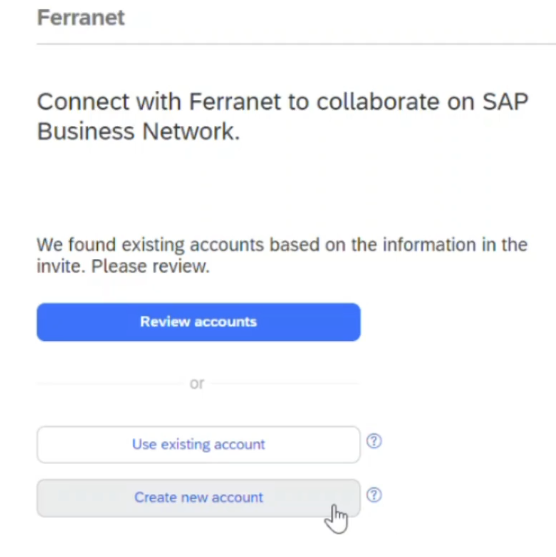 Ferranet
Connect with Ferranet to collaborate on SAP
Business Network.
We found existing accounts based on the information in the
invite. Please review.
Review accounts
or
Use existing account
?
Create new account
?